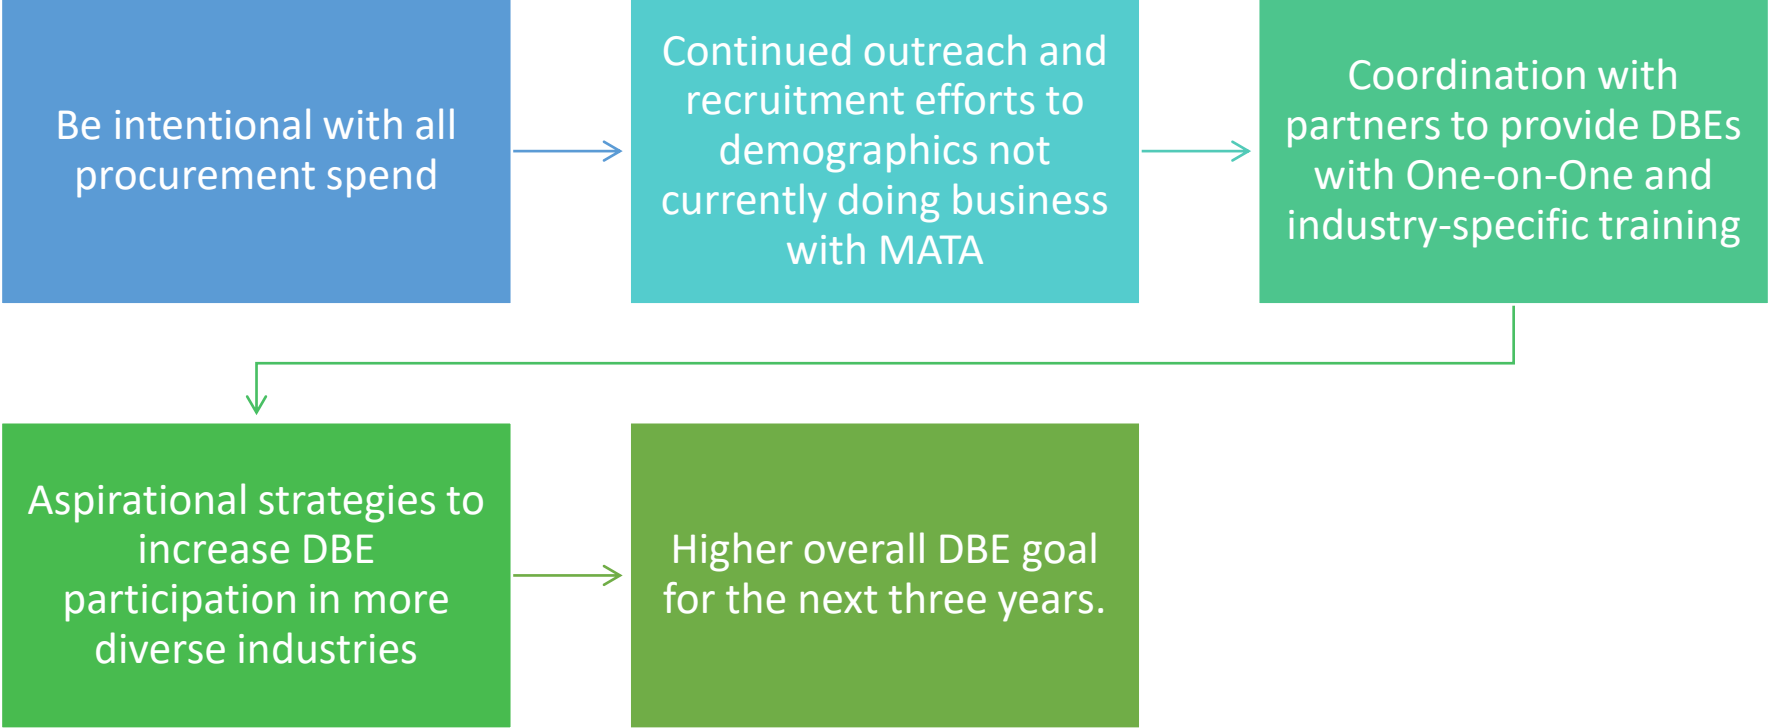 Be intentional with all
procurement spend
Continued outreach and
recruitment efforts to
demographics not
currently doing business
with MATA
Coordination with
partners to provide DBEs
with One-on-One and
industry-specific training
Aspirational strategies to
increase DBE
participation in more
diverse industries
Higher overall DBE goal
for the next three years.